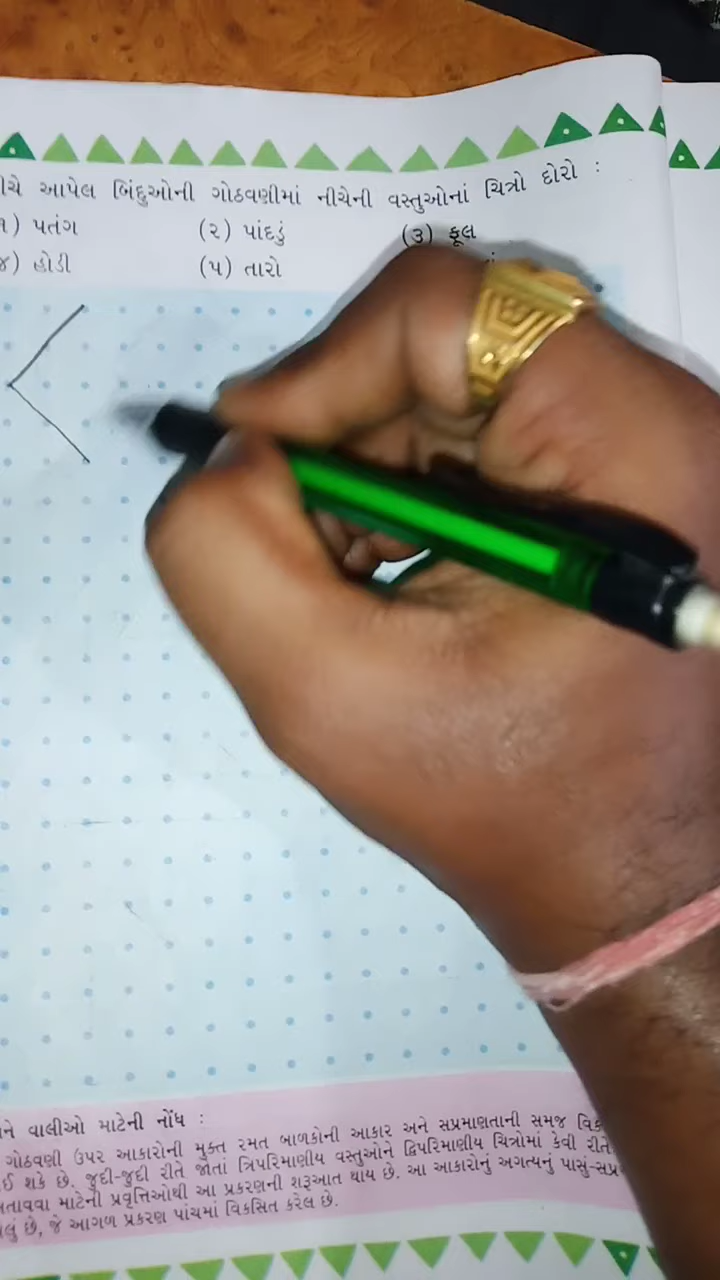 ચે આપેલ બિંદુઓની ગોઠવણીમાં નીચેની વસ્તુઓનાં ચિત્રો દોરો :
૧) પતંગ (૨) પાંદડું (૩) ફૂલ
૪) હોડી (૫) તારો
ને વાલીઓ માટેની નોંધ :
ગોઠવણી ઉપર આકારોની મુક્ત રમત બાળકોની આકાર અને સપ્રમાણતાની સમજ વિક
ઈ શકે છે. જુદી-જુદી રીતે જોતાં ત્રિપરિમાણીય વસ્તુઓને દ્વિપરિમાણીય ચિત્રોમાં કેવી રીતે
તાવવા માટેની પ્રવૃત્તિઓથી આ પ્રકરણની શરૂઆત થાય છે. આ આકારોનું અગત્યનું પાસું-સપ્ર
લું છે, જે આગળ પ્રકરણ પાંચમાં વિકસિત કરેલ છે.